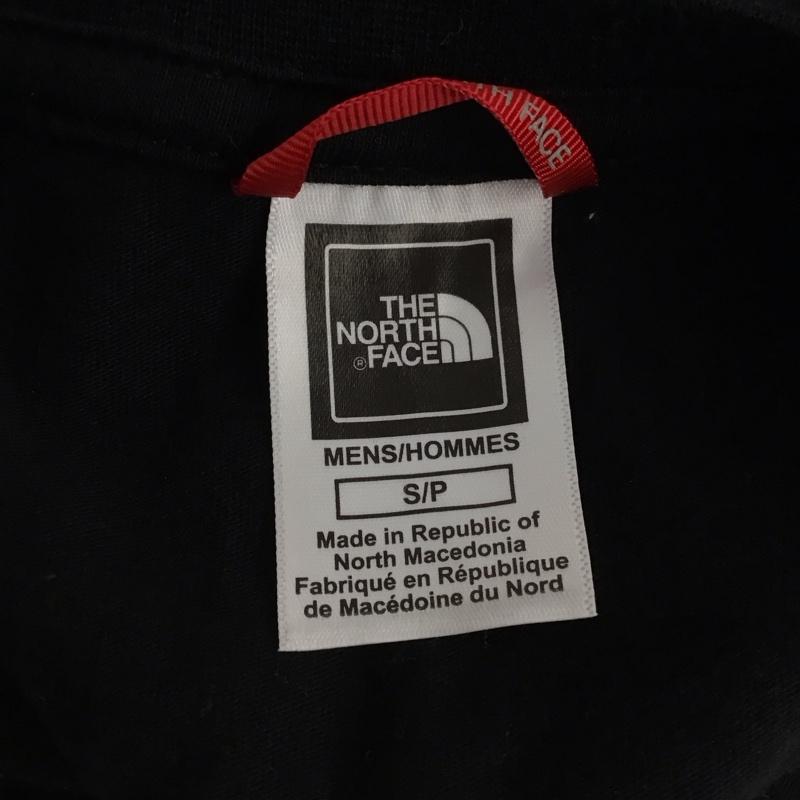 TH FACE
THE
NORTH
®FACE
MENS/HOMMES
S/P
Made in Republic of
North Macedonia
Fabriqué en République
de Macédoine du Nord